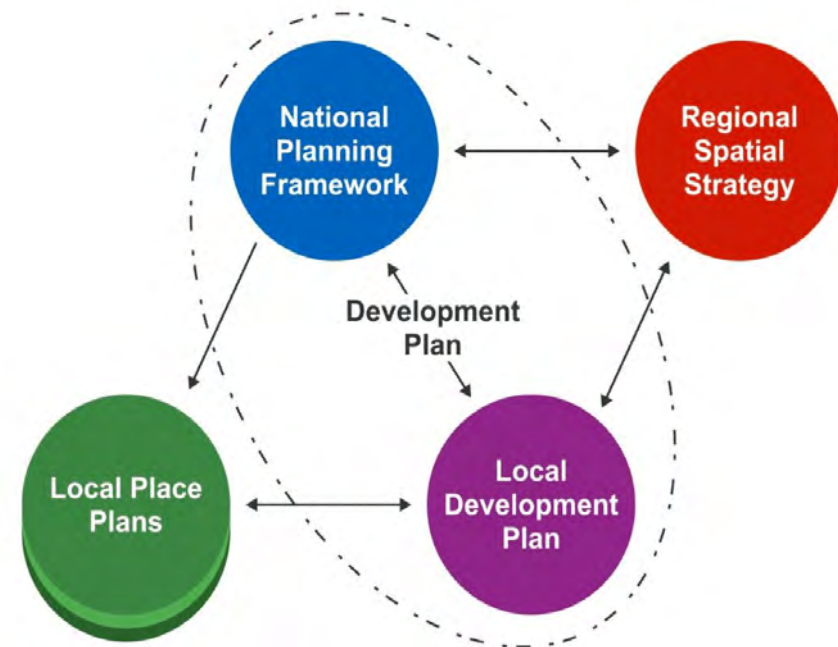 National
Planning
Framework
Regional
Spatial
Strategy
Development
Plan
Local Place
Plans
Local
Development
Plan